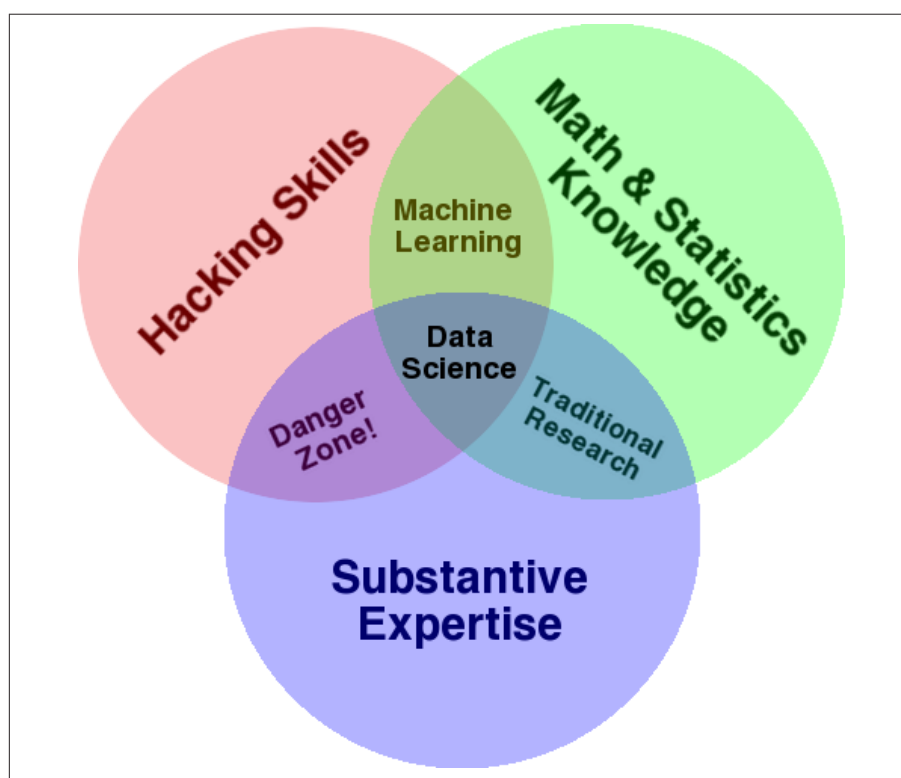 Hacking Skills
Math & Statistics
Knowledge
Machine
Learning
Data
Science
Danger
Zone!
Traditional
Research
Substantive
Expertise